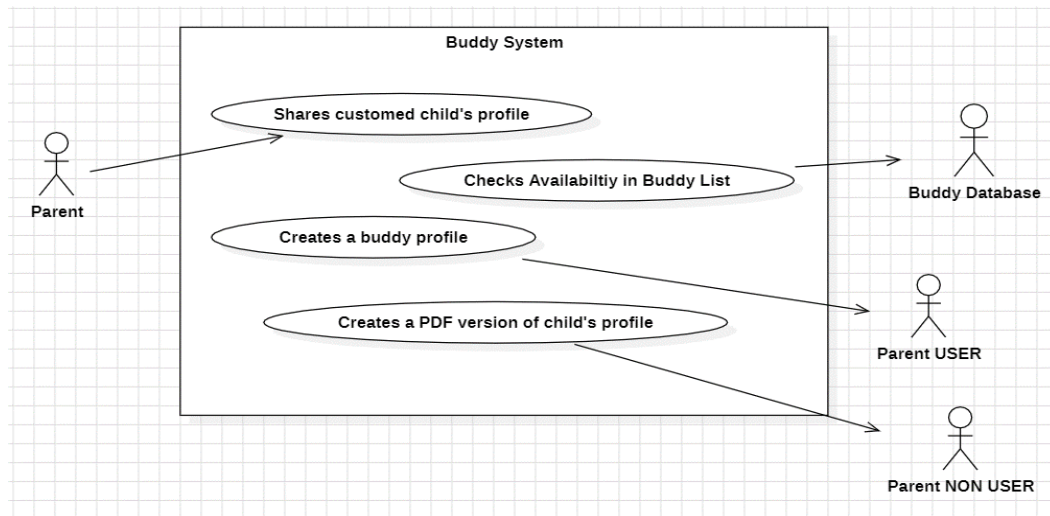 Buddy System
Shares customed child's profile
Parent
Checks Availabiltiy in Buddy List
Buddy Database
Creates a buddy profile
Creates a PDF version of child's profile
Parent USER
Parent NON USER